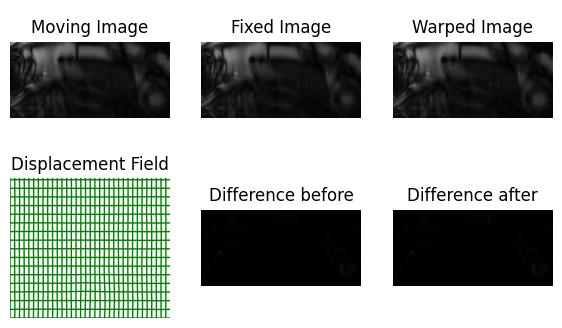 Moving Image
Fixed Image
Warped Image
Displacement Field
Difference before
Difference after